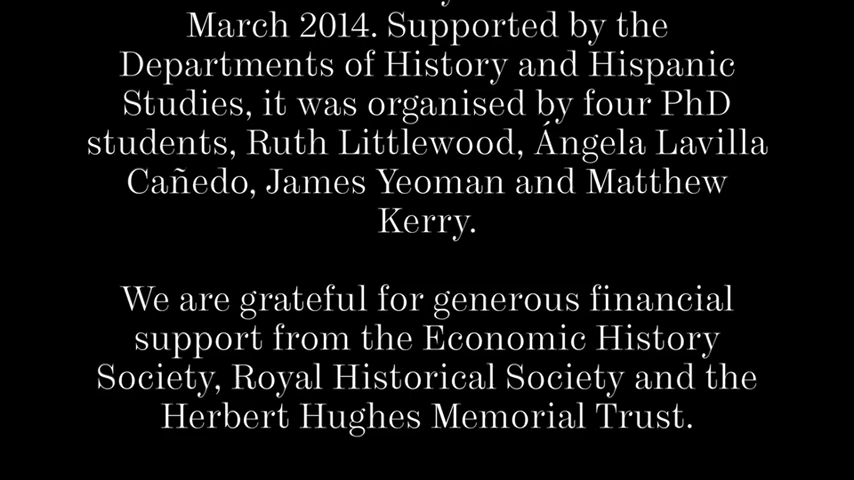 March 2014. Supported by the
Departments of History and Hispanic
Studies, it was organised by four PhD
students, Ruth Littlewood, Ángela Lavilla
Cañedo, James Yeoman and Matthew
Kerry.
We are grateful for generous financial
support from the Economic History
Society, Royal Historical Society and the
Herbert Hughes Memorial Trust.